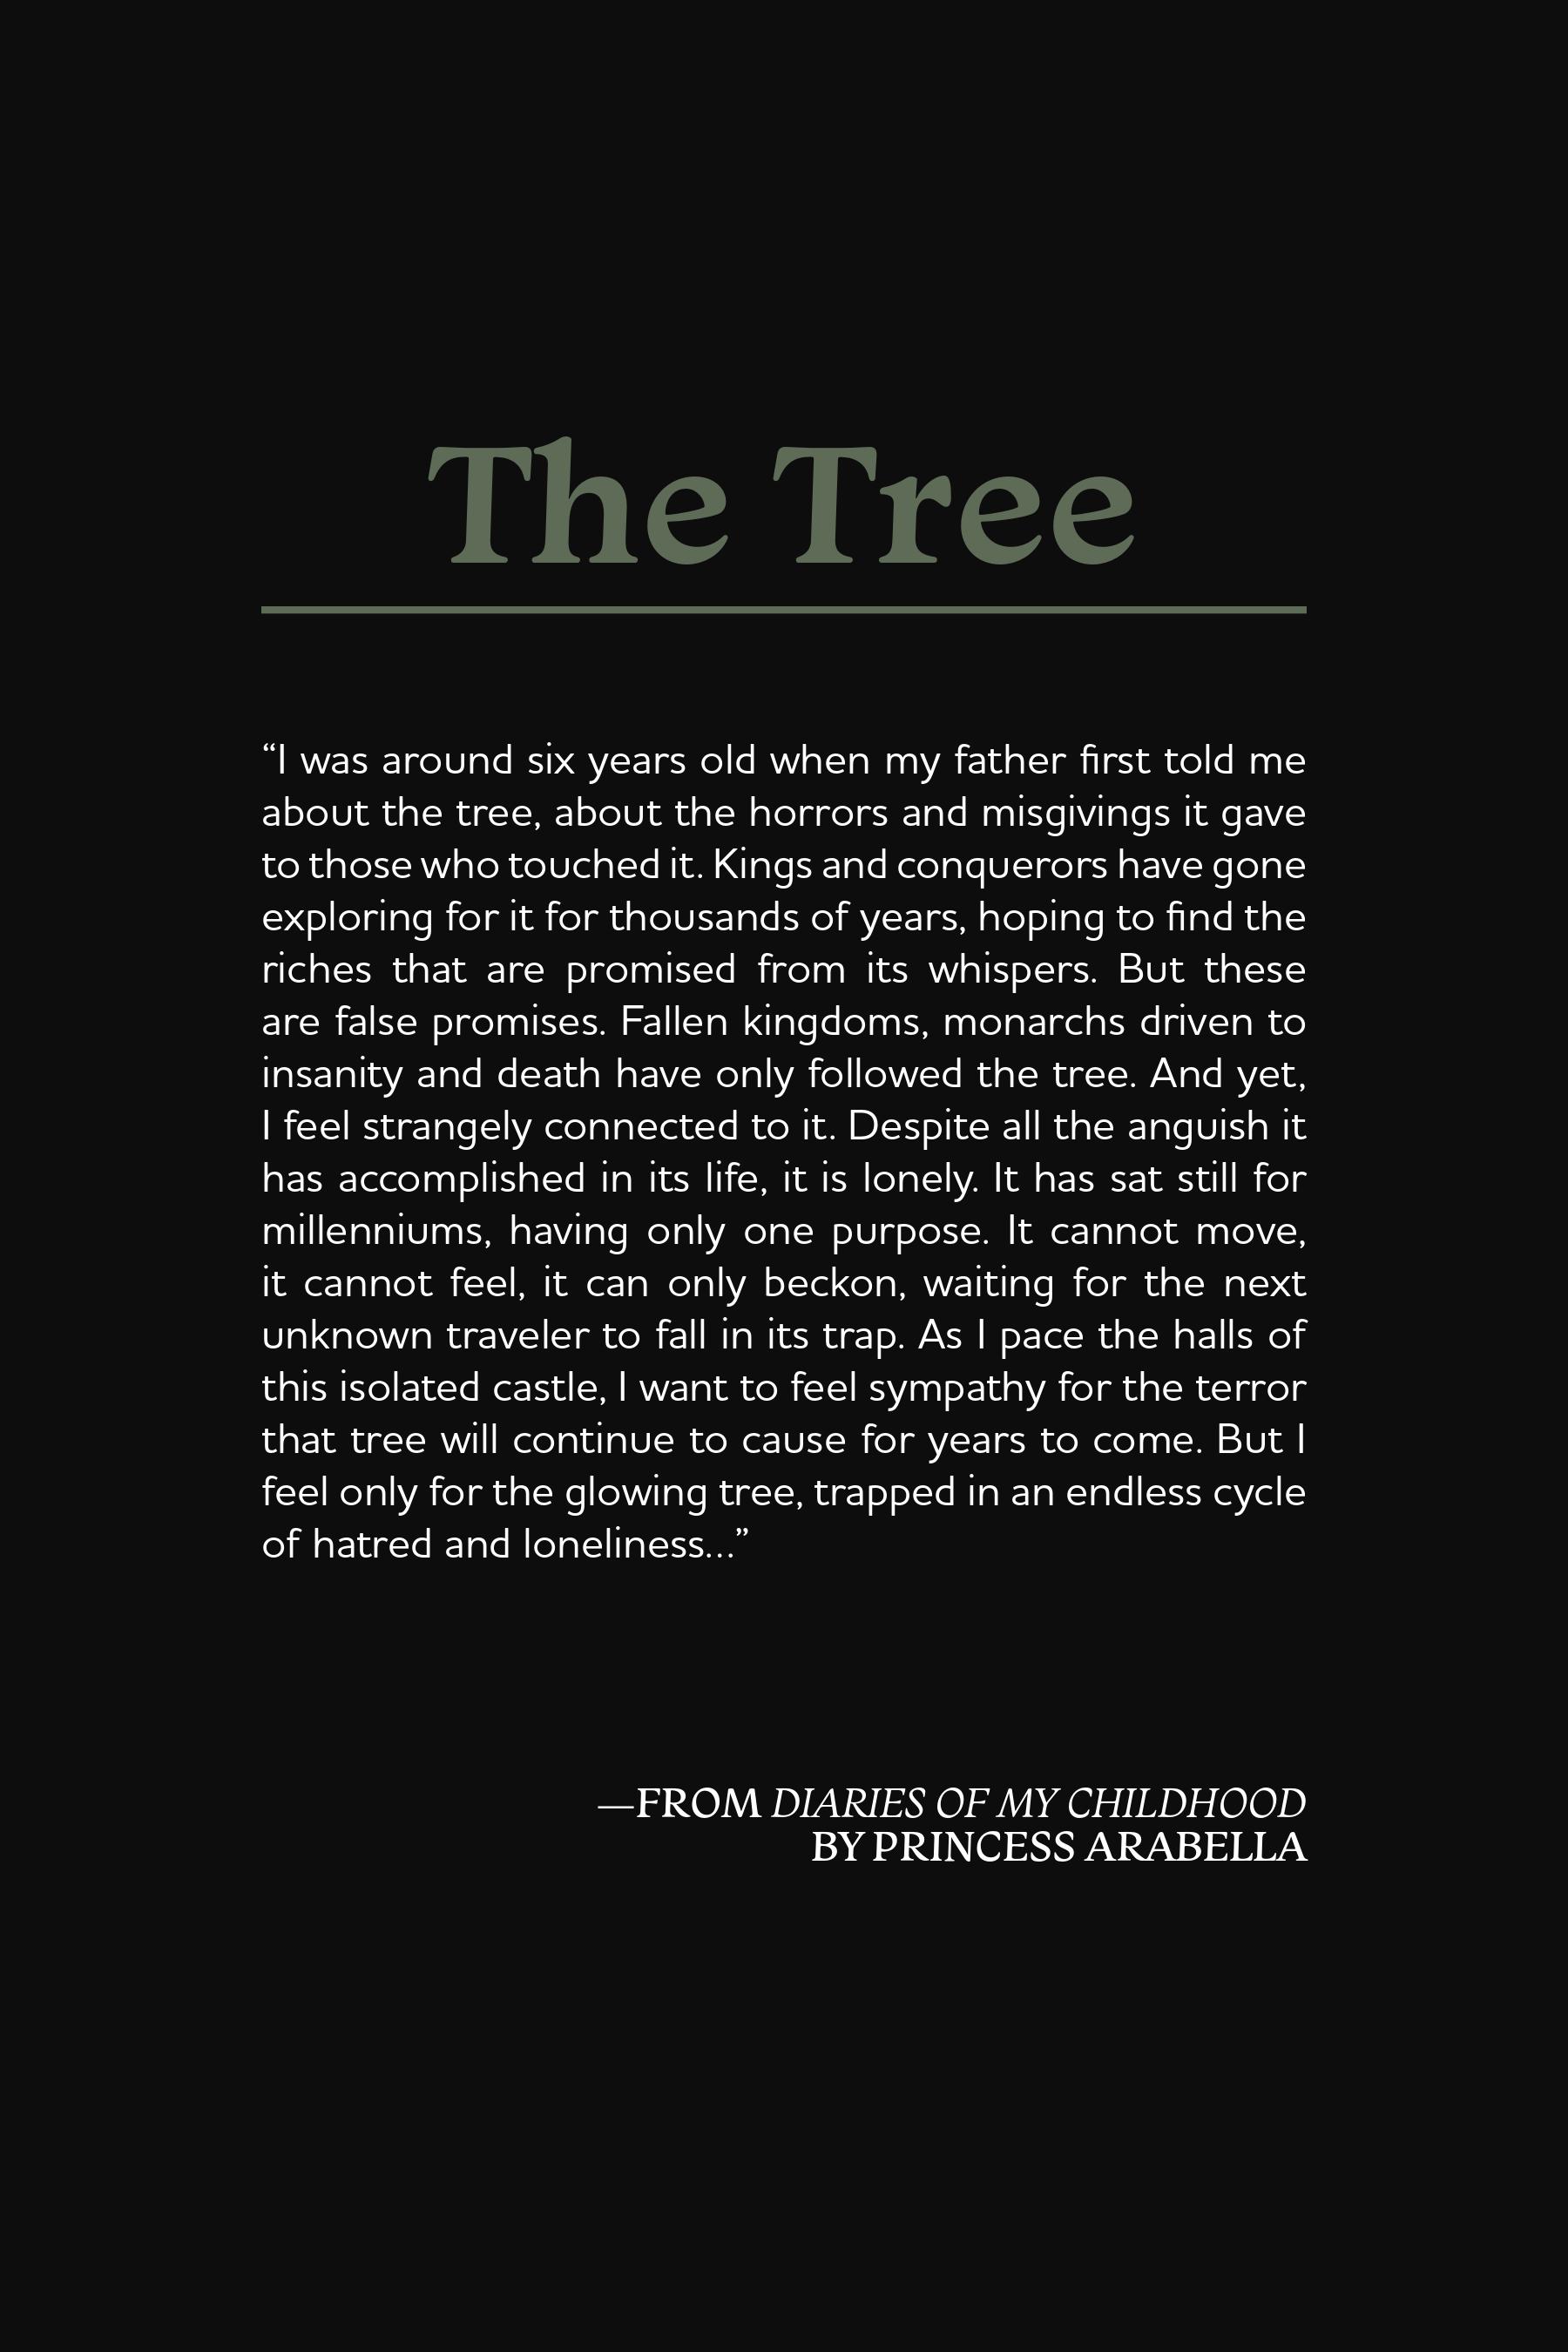 The Tree
“I was around six years old when my father first told me
about the tree, about the horrors and misgivings it gave
to those who touched it. Kings and conquerors have gone
exploring for it for thousands of years, hoping to find the
riches that are promised from its whispers. But these
are false promises. Fallen kingdoms, monarchs driven to
insanity and death have only followed the tree. And yet,
I feel strangely connected to it. Despite all the anguish it
has accomplished in its life, it is lonely. It has sat still for
millenniums, having only one purpose. It cannot move,
it cannot feel, it can only beckon, waiting for the next
unknown traveler to fall in its trap. As I pace the halls of
this isolated castle, I want to feel sympathy for the terror
that tree will continue to cause for years to come. But I
feel only for the glowing tree, trapped in an endless cycle
of hatred and loneliness…”
—FROM DIARIES OF MY CHILDHOOD
BY PRINCESS ARABELLA